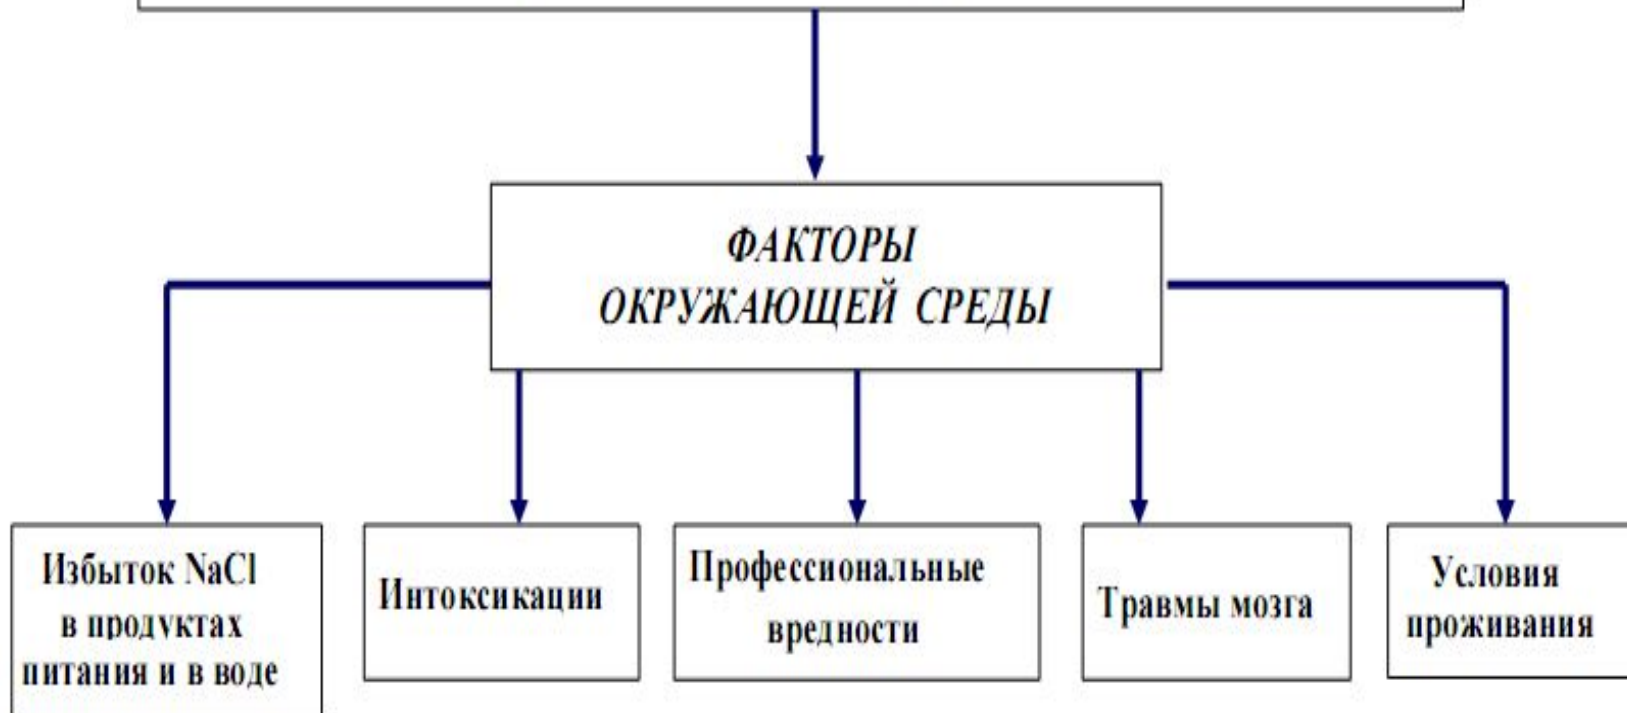 ФАКТОРЫ
ОКРУЖАЮЩЕЙ СРЕДЫ
Избыток NaCl
в продуктах
питания и в воде
Интоксикации
Профессиональные
вредности
Травмы мозга
Условия
проживания